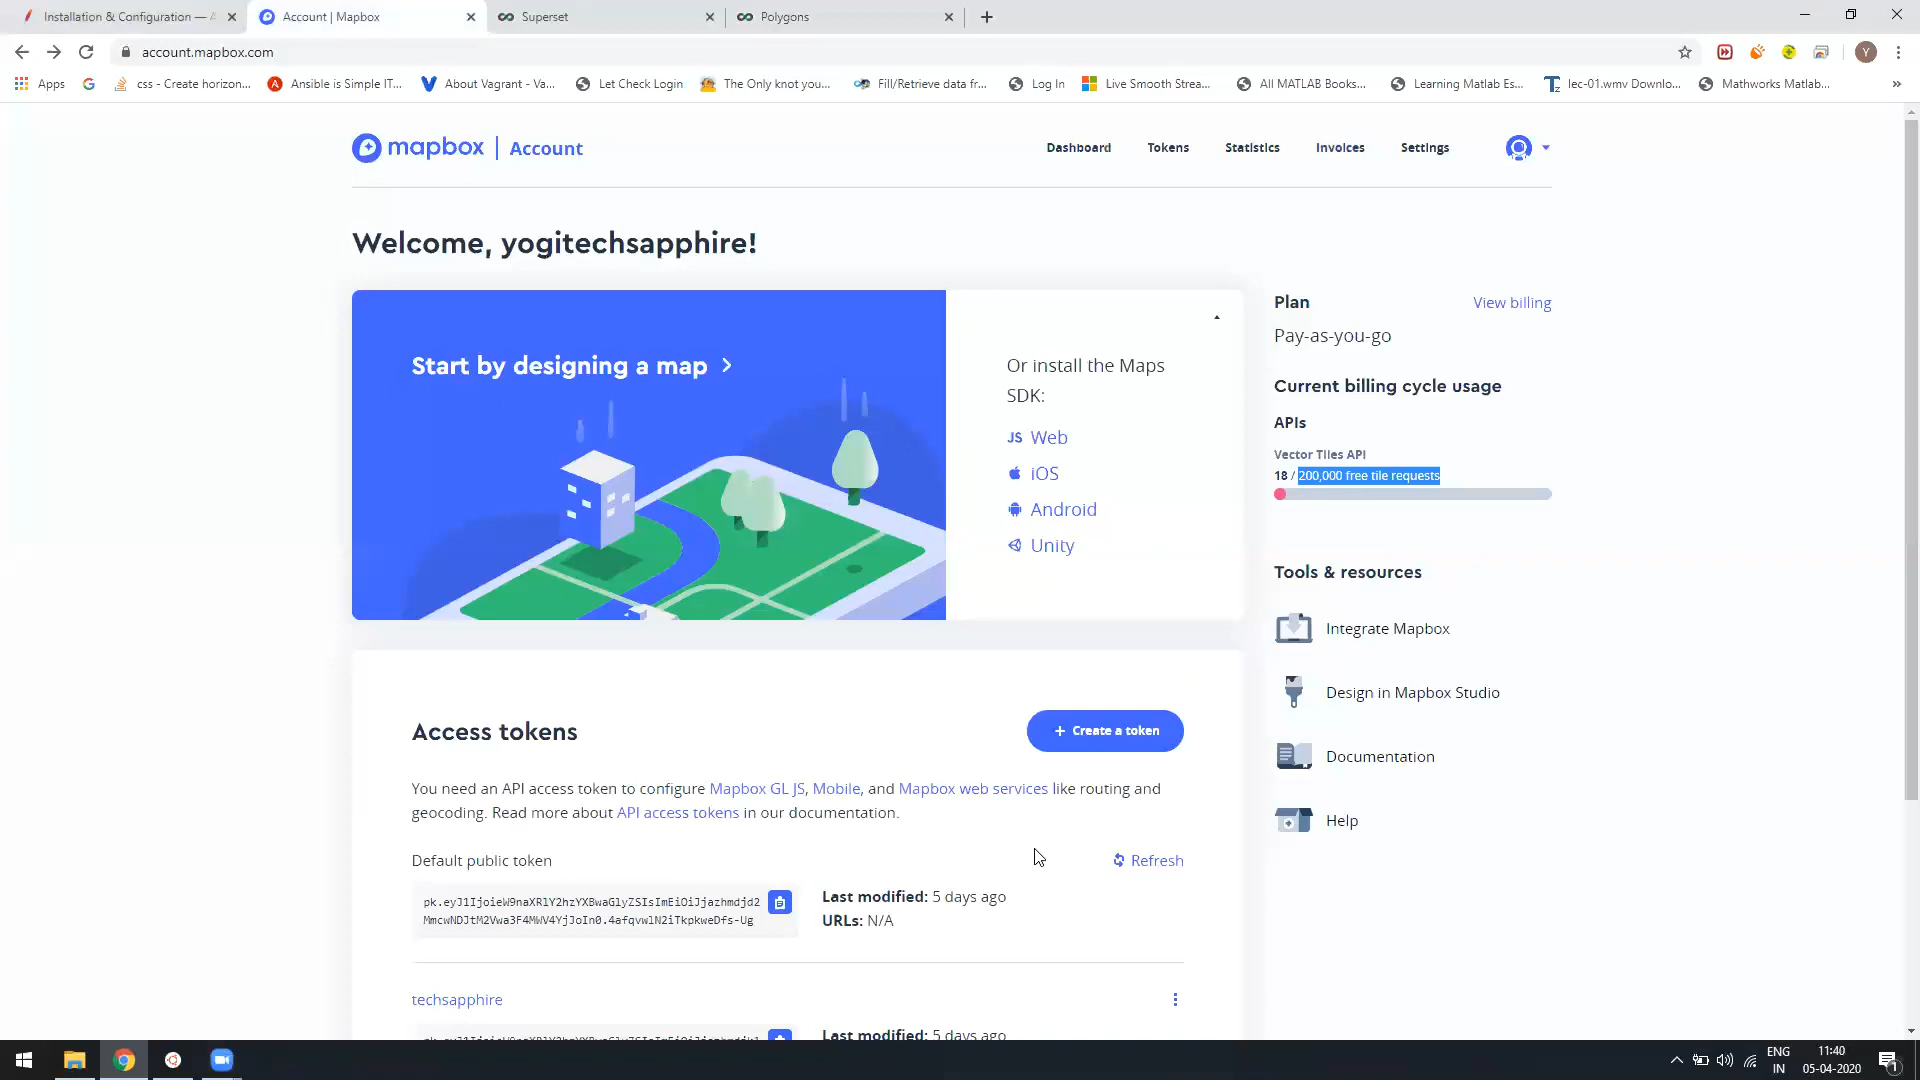 Installation & Configuration — A
Account | Mapbox
Superset
Polygons
account.mapbox.com
Y
Apps
css - Create horizon...
Ansible is Simple IT...
About Vagrant - Va...
Let Check Login
The Only knot you...
Fill/Retrieve data fr...
Log In
Live Smooth Strea...
All MATLAB Books...
Learning Matlab Es...
lec-01.wmv Downlo...
Mathworks Matlab...
»
mapbox | Account
Dashboard
Tokens
Statistics
Invoices
Settings
Welcome, yogitechsapphire!
Start by designing a map
Or install the Maps
SDK:
JS Web
iOS
Android
Unity
Plan
View billing
Pay-as-you-go
Current billing cycle usage
APIs
Vector Tiles API
18 / 200,000 free tile requests
Tools & resources
Integrate Mapbox
Design in Mapbox Studio
Documentation
Help
Access tokens
+ Create a token
You need an API access token to configure Mapbox GL JS, Mobile, and Mapbox web services like routing and
geocoding. Read more about API access tokens in our documentation.
Default public token
Refresh
pk.eyJ1IjoieW9naXRlY2hzYXBwaGlyZSIsImEiOiJjazhmdjd2
MmcwNDJtM2Vwa3F4MWV4YjJoIn0.4afqvwlN2iTkpkweDfs-Ug
Last modified: 5 days ago
URLs: N/A
techsapphire
Last modified: 5 days ago
ENG
IN
11:40
05-04-2020
1